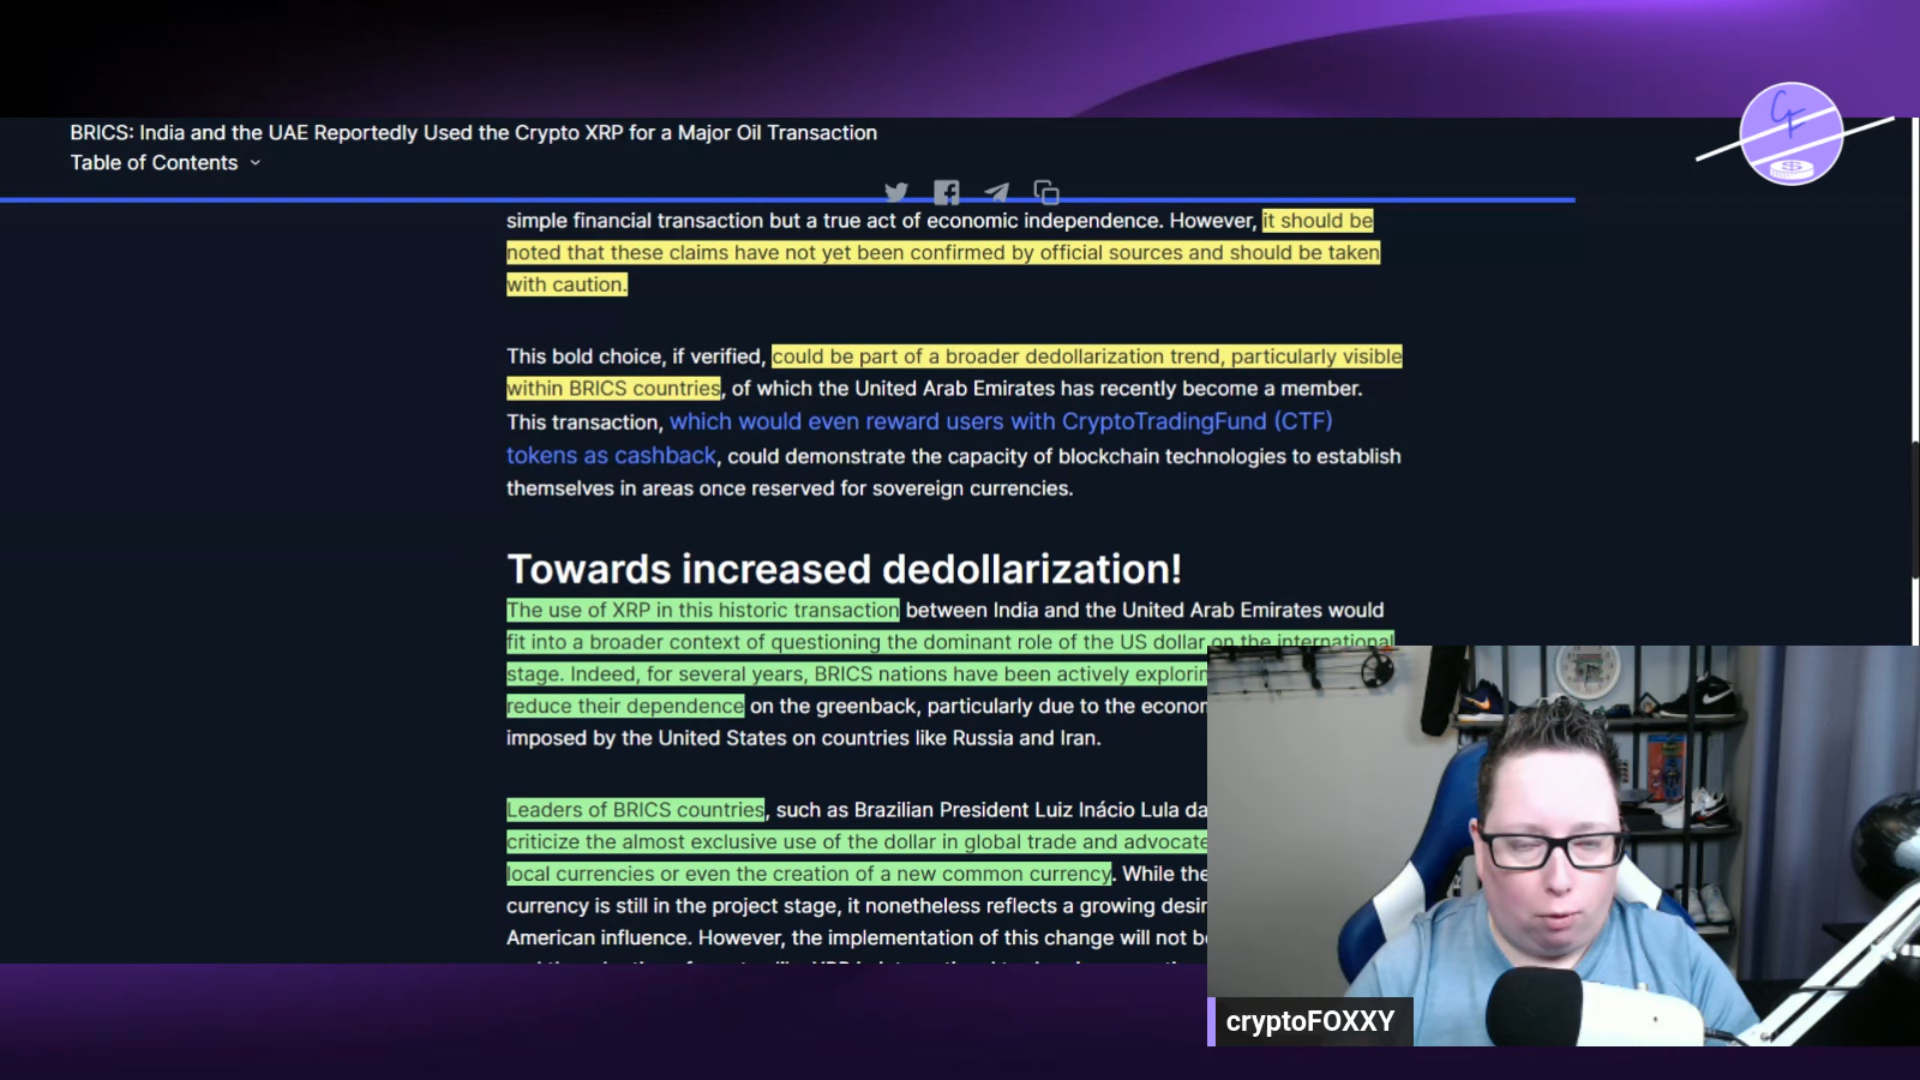 BRICS: India and the UAE Reportedly Used the Crypto XRP for a Major Oil Transaction
Table of Contents
CF
$
simple financial transaction but a true act of economic independence. However, it should be
noted that these claims have not yet been confirmed by official sources and should be taken
with caution.
This bold choice, if verified, could be part of a broader dedollarization trend, particularly visible
within BRICS countries, of which the United Arab Emirates has recently become a member.
This transaction, which would even reward users with CryptoTradingFund (CTF)
tokens as cashback, could demonstrate the capacity of blockchain technologies to establish
themselves in areas once reserved for sovereign currencies.
Towards increased dedollarization!
The use of XRP in this historic transaction between India and the United Arab Emirates would
fit into a broader context of questioning the dominant role of the US dollar on the international
stage. Indeed, for several years, BRICS nations have been actively explorin
reduce their dependence on the greenback, particularly due to the econor
imposed by the United States on countries like Russia and Iran.
Leaders of BRICS countries, such as Brazilian President Luiz Inácio Lula da
criticize the almost exclusive use of the dollar in global trade and advocate
local currencies or even the creation of a new common currency. While the
currency is still in the project stage, it nonetheless reflects a growing desir
American influence. However, the implementation of this change will not be
cryptoFOXXY